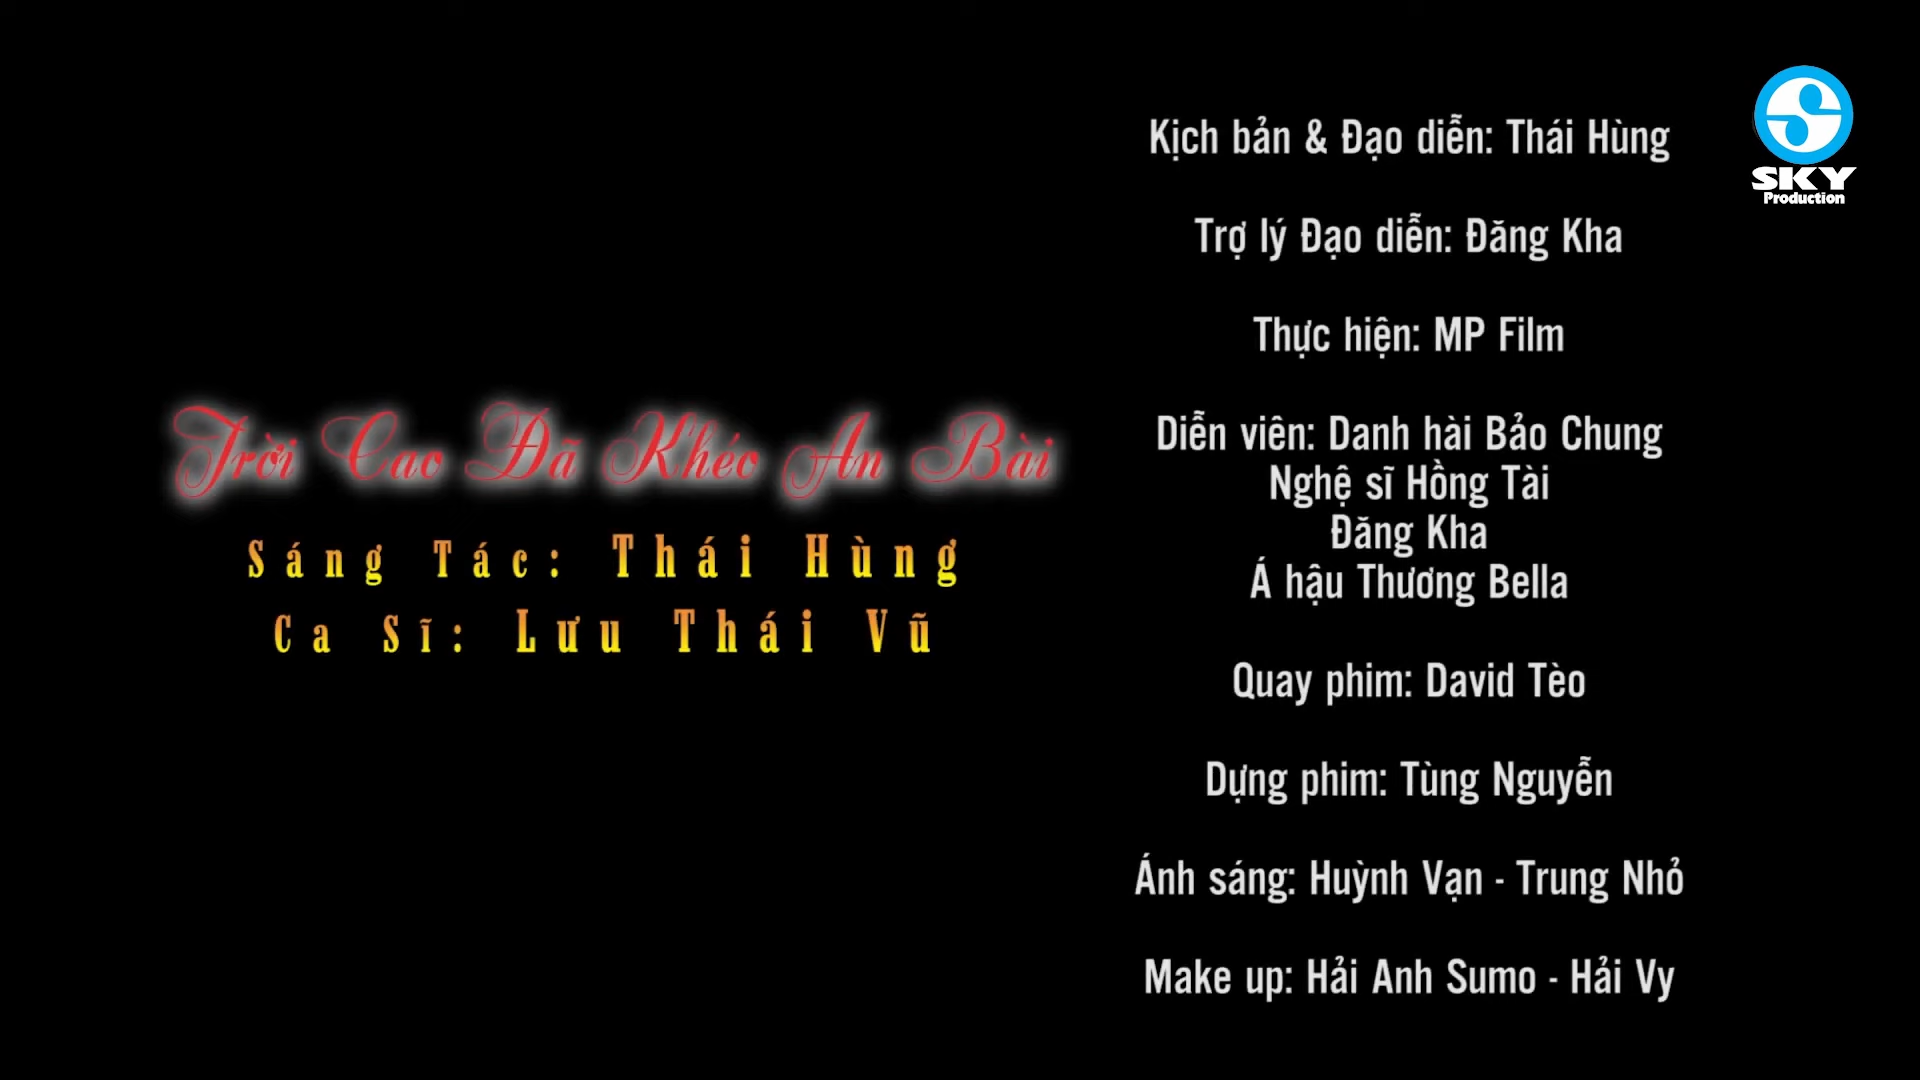 Trời Cao Đã Khéo An Bài
Sáng Tác: Thái Hùng
Ca Sĩ: Lưu Thái Vũ
Kịch bản & Đạo diễn: Thái Hùng
Trợ lý Đạo diễn: Đăng Kha
Thực hiện: MP Film
Diễn viên: Danh hài Bảo Chung
Nghệ sĩ Hồng Tài
Đăng Kha
Á hậu Thương Bella
Quay phim: David Tèo
Dựng phim: Tùng Nguyễn
Ánh sáng: Huỳnh Vạn - Trung Nhỏ
Make up: Hải Anh Sumo - Hải Vy
SKY
Production